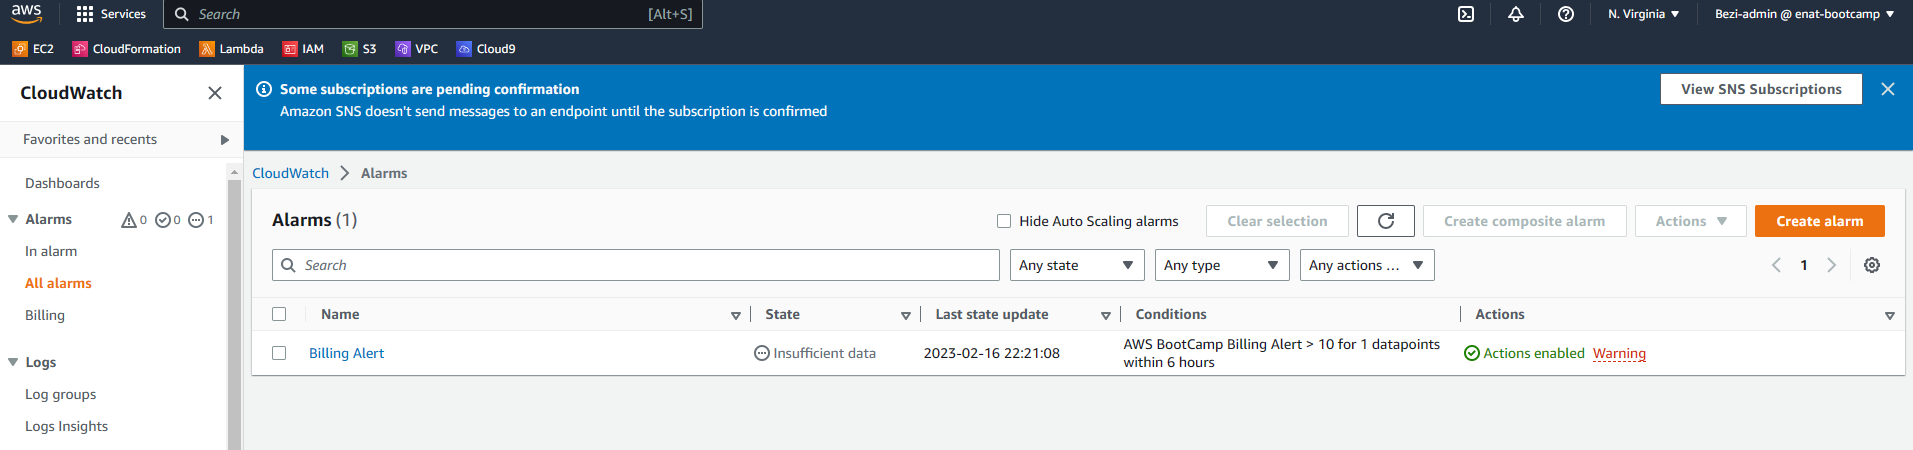 aws
Services
Search
[Alt+S]
N. Virginia
Bezi-admin @ enat-bootcamp
EC2
CloudFormation
Lambda
IAM
S3
VPC
Cloud9
CloudWatch
Favorites and recents
Dashboards
Alarms
0
0
1
In alarm
All alarms
Billing
Logs
Log groups
Logs Insights
Some subscriptions are pending confirmation
Amazon SNS doesn't send messages to an endpoint until the subscription is confirmed
View SNS Subscriptions
CloudWatch
Alarms
Alarms (1)
Hide Auto Scaling alarms
Clear selection
Create composite alarm
Actions
Create alarm
Search
Any state
Any type
Any actions ...
1
Name
State
Last state update
Conditions
Actions
Billing Alert
Insufficient data
2023-02-16 22:21:08
AWS BootCamp Billing Alert > 10 for 1 datapoints
within 6 hours
Actions enabled
Warning